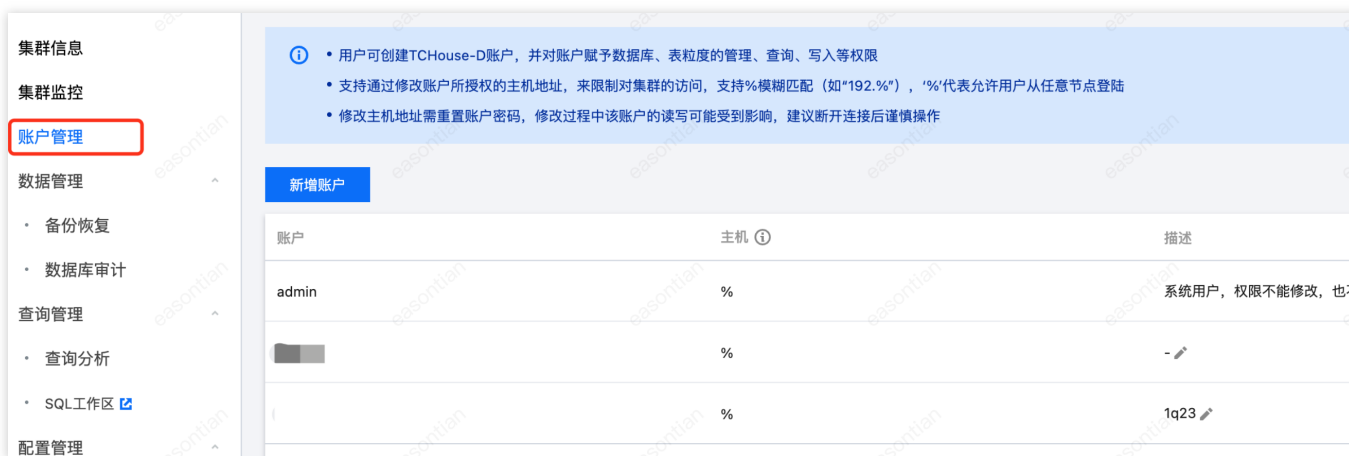 集群信息
集群监控
账户管理
数据管理
· 备份恢复
· 数据库审计
查询管理
· 查询分析
· SQL工作区
配置管理
• 用户可创建TCHouse-D账户，并对账户赋予数据库、表粒度的管理、查询、写入等权限
• 支持通过修改账户所授权的主机地址，来限制对集群的访问，支持%模糊匹配（如“192.%”），‘%’代表允许用户从任意节点登陆
• 修改主机地址需重置账户密码，修改过程中该账户的读写可能受到影响，建议断开连接后谨慎操作
新增账户
账户 主机 描述
admin % 系统用户，权限不能修改，也
% -
% 1q23
easontian